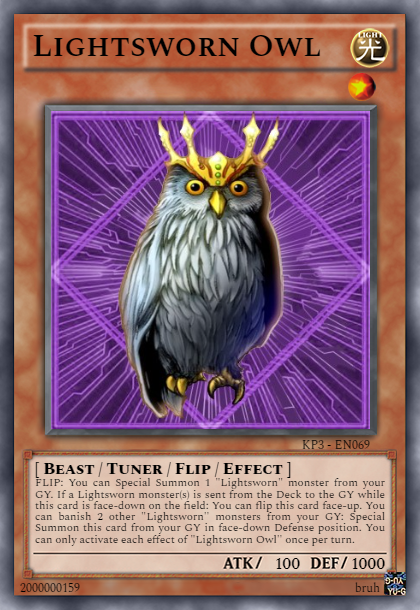 LIGHTSWORN OWL
LIGHT
光
KP3 - EN069
[ BEAST / TUNER / FLIP / EFFECT ]
FLIP: You can Special Summon 1 "Lightsworn" monster from your
GY. If a Lightsworn monster(s) is sent from the Deck to the GY while
this card is face-down on the field: You can flip this card face-up. You
can banish 2 other "Lightsworn" monsters from your GY: Special
Summon this card from your GY in face-down Defense position. You
can only activate each effect of "Lightsworn Owl" once per turn.
ATK/ 100 DEF/ 1000
2000000159
bruh
YU-G